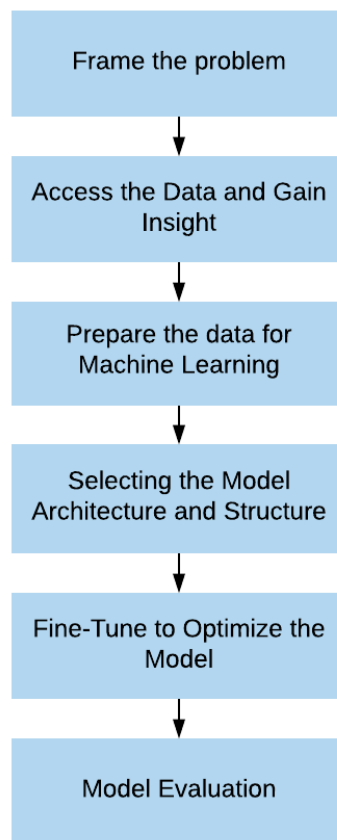 Frame the problem
Access the Data and Gain
Insight
Prepare the data for
Machine Learning
Selecting the Model
Architecture and Structure
Fine-Tune to Optimize the
Model
Model Evaluation